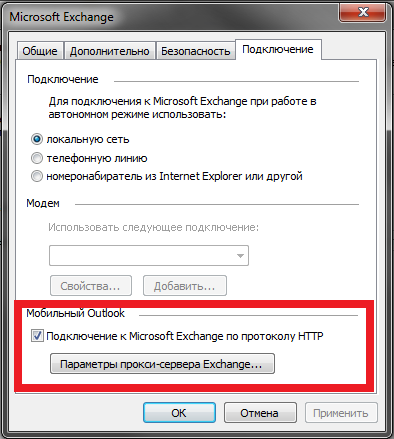 Microsoft Exchange
Общие Дополнительно Безопасность Подключение
Подключение
Для подключения к Microsoft Exchange при работе в
автономном режиме использовать:
локальную сеть
телефонную линию
номеронабиратель из Internet Explorer или другой
Модем
Использовать следующее подключение:
Свойства... Добавить...
Мобильный Outlook
Подключение к Microsoft Exchange по протоколу HTTP
Параметры прокси-сервера Exchange...
ОК Отмена Применить